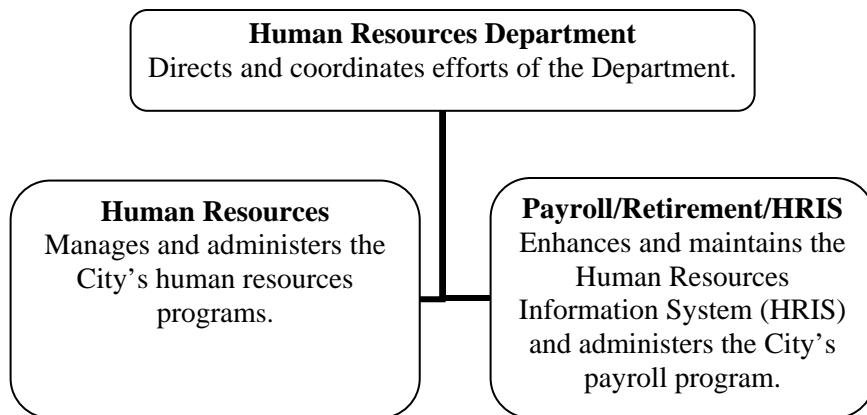 Human Resources Department
Directs and coordinates efforts of the Department.
Human Resources
Manages and administers the
City’s human resources
programs.
Payroll/Retirement/HRIS
Enhances and maintains the
Human Resources
Information System (HRIS)
and administers the City’s
payroll program.